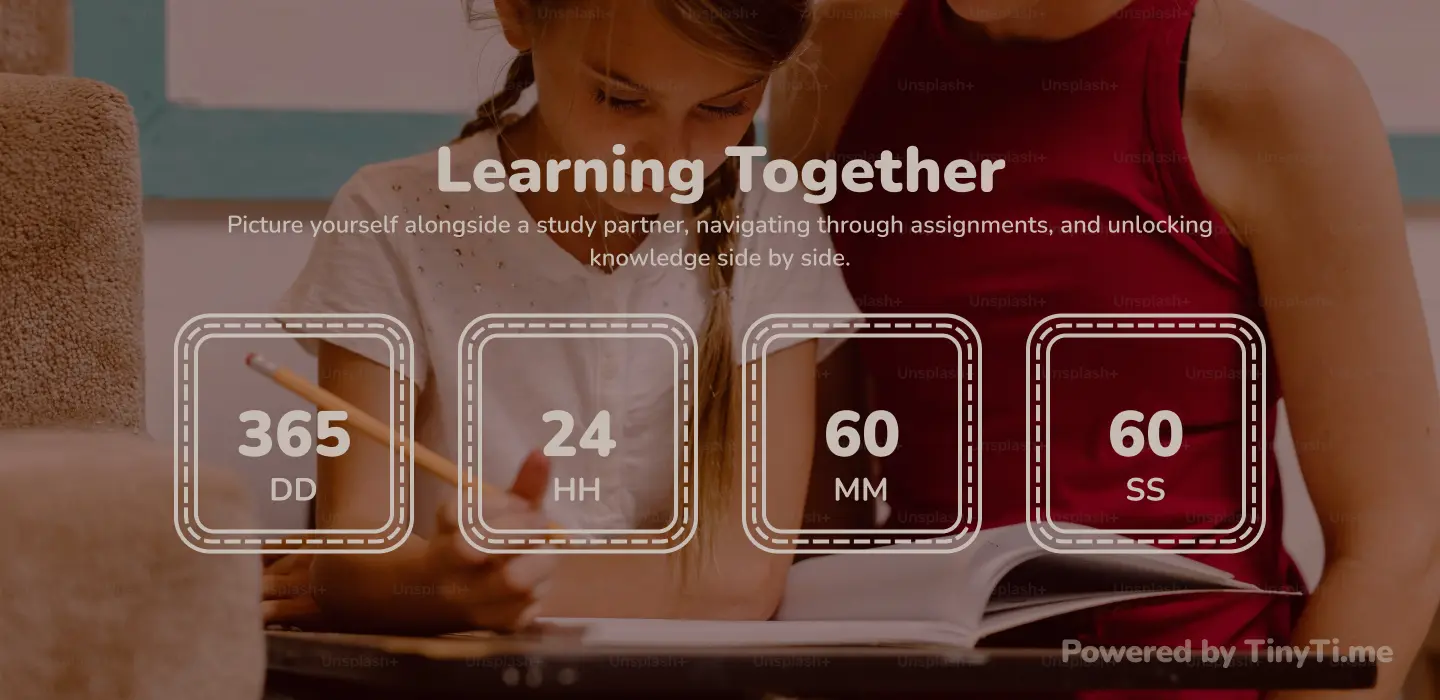 Learning Together
Picture yourself alongside a study partner, navigating through assignments, and unlocking
knowledge side by side.
365
DD
24
HH
60
MM
60
SS
Powered by TinyTi.me
Unsplash+